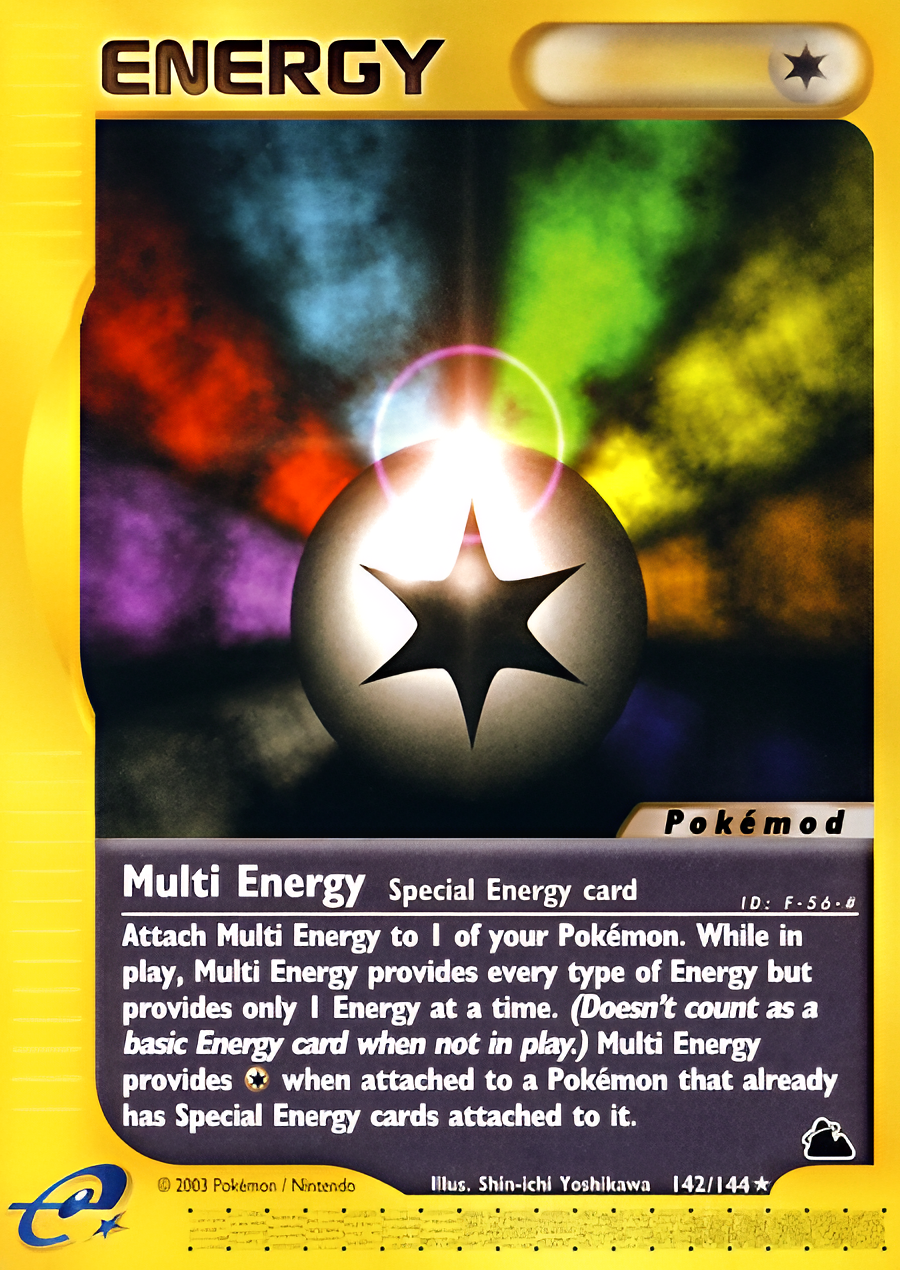 ENERGY
Pokémod
Multi Energy Special Energy card
ID: F-56-#
Attach Multi Energy to 1 of your Pokémon. While in
play, Multi Energy provides every type of Energy but
provides only 1 Energy at a time. (Doesn't count as a
basic Energy card when not in play.) Multi Energy
provides when attached to a Pokémon that already
has Special Energy cards attached to it.
© 2003 Pokémon / Nintendo
Illus. Shin-ichi Yoshikawa 142/144★
e